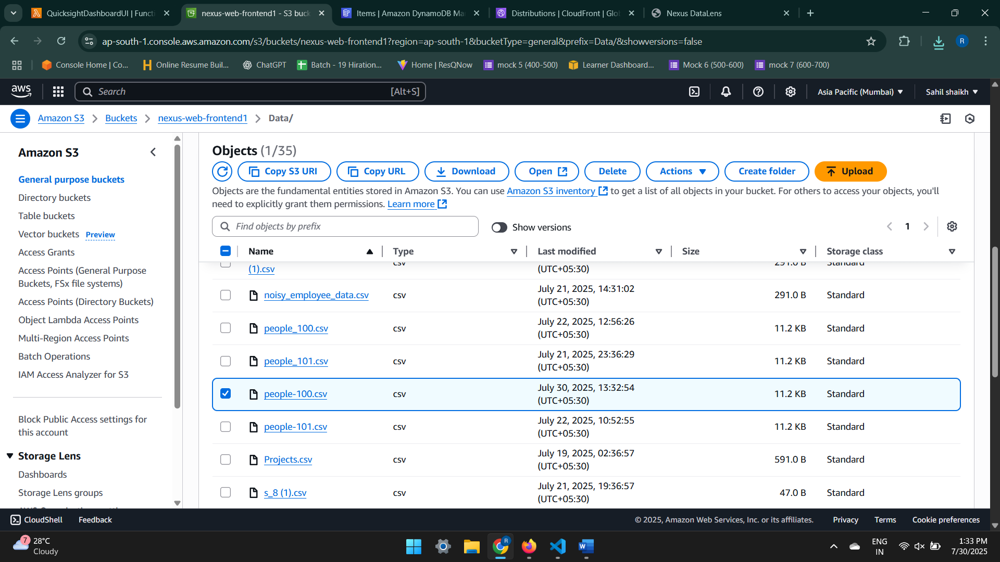 QuicksightDashboardUI | Functi
nexus-web-frontend1 - S3 buck
Items | Amazon DynamoDB Ma
Distributions | CloudFront | Glo
Nexus DataLens
ap-south-1.console.aws.amazon.com/s3/buckets/nexus-web-frontend1?region=ap-south-1&bucketType=general&prefix=Data/&showversions=false
R
Console Home | Co...
Online Resume Buil...
ChatGPT
Batch - 19 Hiration...
Home | ResQNow
mock 5 (400-500)
Learner Dashboard...
Mock 6 (500-600)
mock 7 (600-700)
aws
Search
[Alt+S]
Asia Pacific (Mumbai)
Sahil shaikh
Amazon S3
Buckets
nexus-web-frontend1
Data/
Amazon S3
General purpose buckets
Directory buckets
Table buckets
Vector buckets Preview
Access Grants
Access Points (General Purpose
Buckets, FSx file systems)
Access Points (Directory Buckets)
Object Lambda Access Points
Multi-Region Access Points
Batch Operations
IAM Access Analyzer for S3
Block Public Access settings for
this account
Storage Lens
Dashboards
Storage Lens groups
Objects (1/35)
Copy S3 URI
Copy URL
Download
Open
Delete
Actions
Create folder
Upload
Objects are the fundamental entities stored in Amazon S3. You can use Amazon S3 inventory to get a list of all objects in your bucket. For others to access your objects, you'll
need to explicitly grant them permissions. Learn more
Find objects by prefix
Show versions
1
Name Type Last modified Size Storage class
csv 291.0 B Standard
(1).csv (UTC+05:30)
noisy_employee_data.csv csv July 21, 2025, 14:31:02 (UTC+05:30) 291.0 B Standard
people_100.csv csv July 22, 2025, 12:56:26 (UTC+05:30) 11.2 KB Standard
people_101.csv csv July 21, 2025, 23:36:29 (UTC+05:30) 11.2 KB Standard
people-100.csv csv July 30, 2025, 13:32:54 (UTC+05:30) 11.2 KB Standard
people-101.csv csv July 22, 2025, 10:52:55 (UTC+05:30) 11.2 KB Standard
Projects.csv csv July 19, 2025, 02:36:57 (UTC+05:30) 591.0 B Standard
s_8 (1).csv csv July 21, 2025, 19:36:57 (UTC+05:30) 47.0 B Standard
CloudShell
Feedback
© 2025, Amazon Web Services, Inc. or its affiliates.
Privacy
Terms
Cookie preferences
7
28°C
Cloudy
R
ENG
IN
1:33 PM
7/30/2025